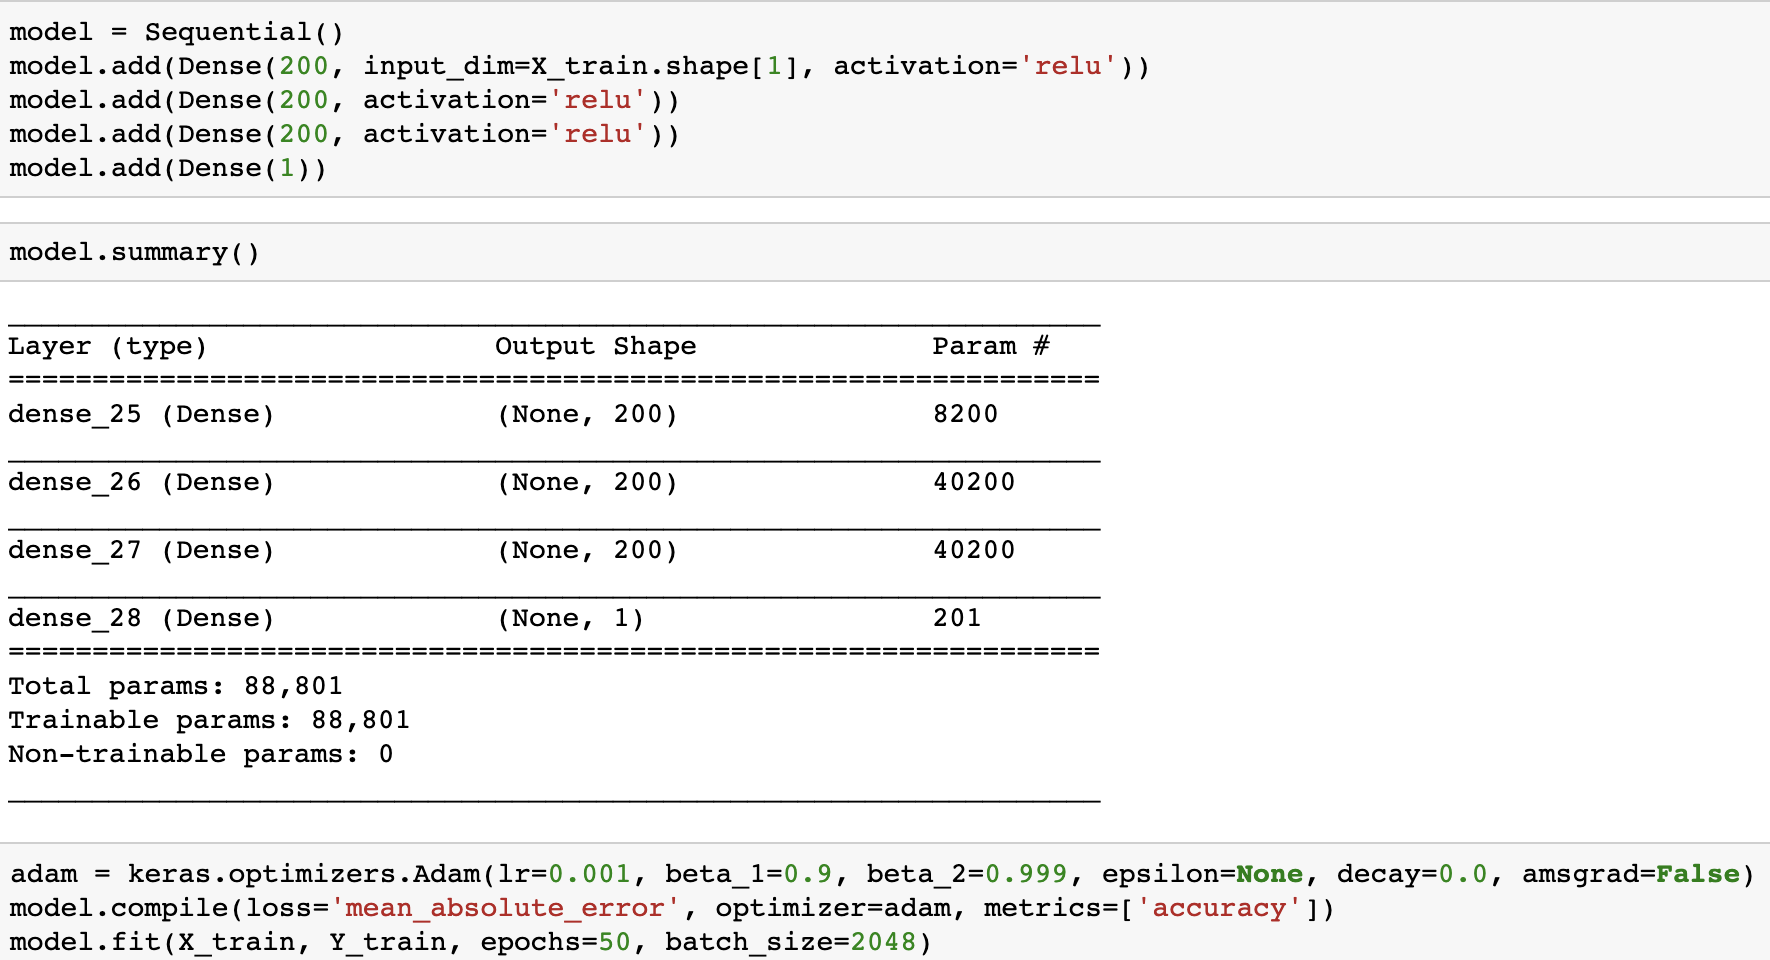 model = Sequential()
model.add(Dense(200, input_dim=X_train.shape[1], activation='relu'))
model.add(Dense(200, activation='relu'))
model.add(Dense(200, activation='relu'))
model.add(Dense(1))
model.summary()
_________________________________________________________________
Layer (type)                 Output Shape              Param #
=================================================================
dense_25 (Dense)             (None, 200)               8200
_________________________________________________________________
dense_26 (Dense)             (None, 200)               40200
_________________________________________________________________
dense_27 (Dense)             (None, 200)               40200
_________________________________________________________________
dense_28 (Dense)             (None, 1)                 201
=================================================================
Total params: 88,801
Trainable params: 88,801
Non-trainable params: 0
_________________________________________________________________
adam = keras.optimizers.Adam(lr=0.001, beta_1=0.9, beta_2=0.999, epsilon=None, decay=0.0, amsgrad=False)
model.compile(loss='mean_absolute_error', optimizer=adam, metrics=['accuracy'])
model.fit(X_train, Y_train, epochs=50, batch_size=2048)